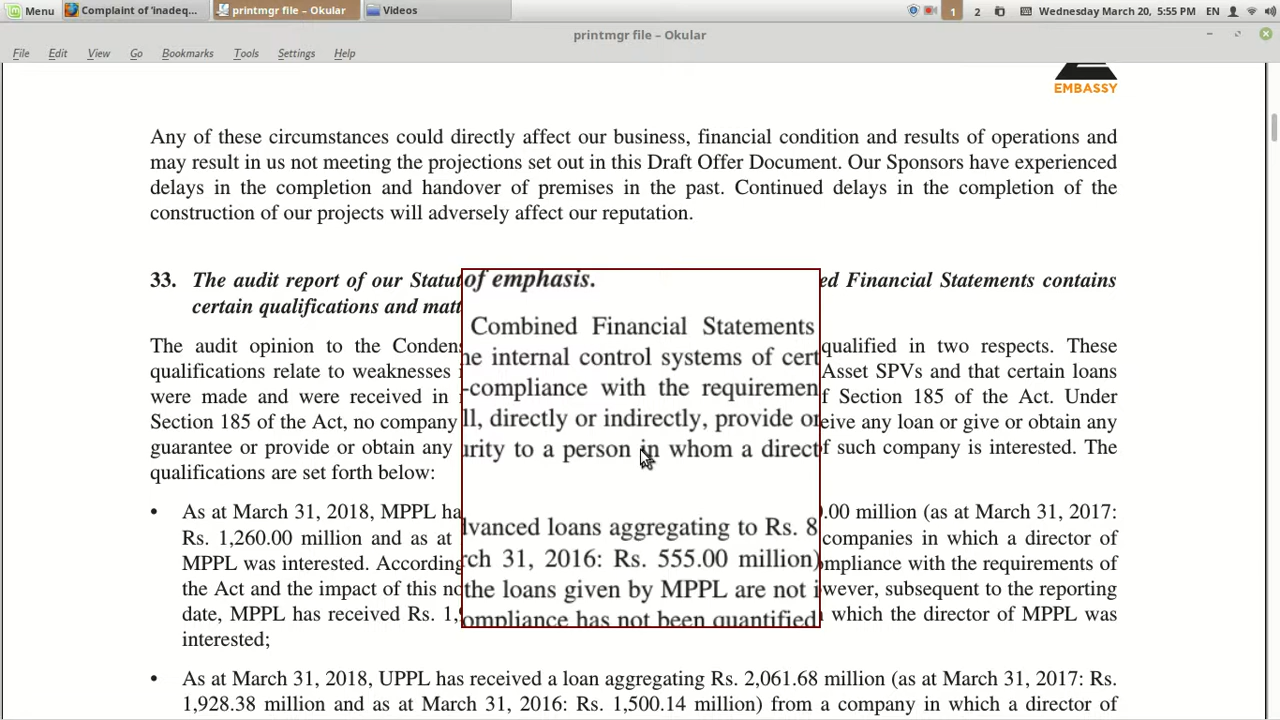 Menu Complaint of 'inadeq... printmgr file – Okular Videos 1 2 Wednesday March 20, 5:55 PM EN
printmgr file – Okular
File Edit View Go Bookmarks Tools Settings Help
EMBASSY
Any of these circumstances could directly affect our business, financial condition and results of operations and
may result in us not meeting the projections set out in this Draft Offer Document. Our Sponsors have experienced
delays in the completion and handover of premises in the past. Continued delays in the completion of the
construction of our projects will adversely affect our reputation.
33. The audit report of our Statut ed Financial Statements contains
certain qualifications and matt
The audit opinion to the Condens qualified in two respects. These
qualifications relate to weaknesses Asset SPVs and that certain loans
were made and were received in f Section 185 of the Act. Under
Section 185 of the Act, no company eive any loan or give or obtain any
guarantee or provide or obtain any f such company is interested. The
qualifications are set forth below:
of emphasis.
Combined Financial Statements
ne internal control systems of cert
-compliance with the requiremen
ll, directly or indirectly, provide or
urity to a person in whom a direct
dvanced loans aggregating to Rs. 8
rch 31, 2016: Rs. 555.00 million)
the loans given by MPPL are not i
ompliance has not been quantified
• As at March 31, 2018, MPPL ha 0.00 million (as at March 31, 2017:
Rs. 1,260.00 million and as at companies in which a director of
MPPL was interested. According ompliance with the requirements of
the Act and the impact of this no wever, subsequent to the reporting
date, MPPL has received Rs. 1, which the director of MPPL was
interested;
• As at March 31, 2018, UPPL has received a loan aggregating Rs. 2,061.68 million (as at March 31, 2017: Rs.
1,928.38 million and as at March 31, 2016: Rs. 1,500.14 million) from a company in which a director of